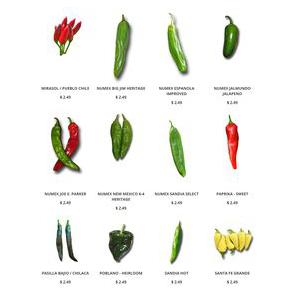 MIRASOL / PUEBLO CHILE
$ 2.49
NUMEX BIG JIM HERITAGE
$ 2.49
NUMEX ESPANOLA
IMPROVED
$ 2.49
NUMEX JALMUNDO
JALAPENO
$ 2.49
NUMEX JOE E. PARKER
$ 2.49
NUMEX NEW MEXICO 6-4
HERITAGE
$ 2.49
NUMEX SANDIA SELECT
$ 2.49
PAPRIKA - SWEET
$ 2.49
PASILLA BAJIO / CHILACA
$ 2.49
POBLANO - HEIRLOOM
$ 2.49
SANDIA HOT
$ 2.49
SANTA FE GRANDE
$ 2.49